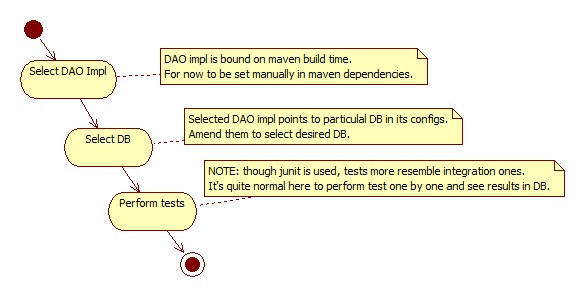 Select DAO Impl
DAO impl is bound on maven build time.
For now to be set manually in maven dependencies.
Select DB
Selected DAO impl points to particulal DB in its configs.
Amend them to select desired DB.
Perform tests
NOTE: though junit is used, tests more resemble integration ones.
It's quite normal here to perform test one by one and see results in DB.